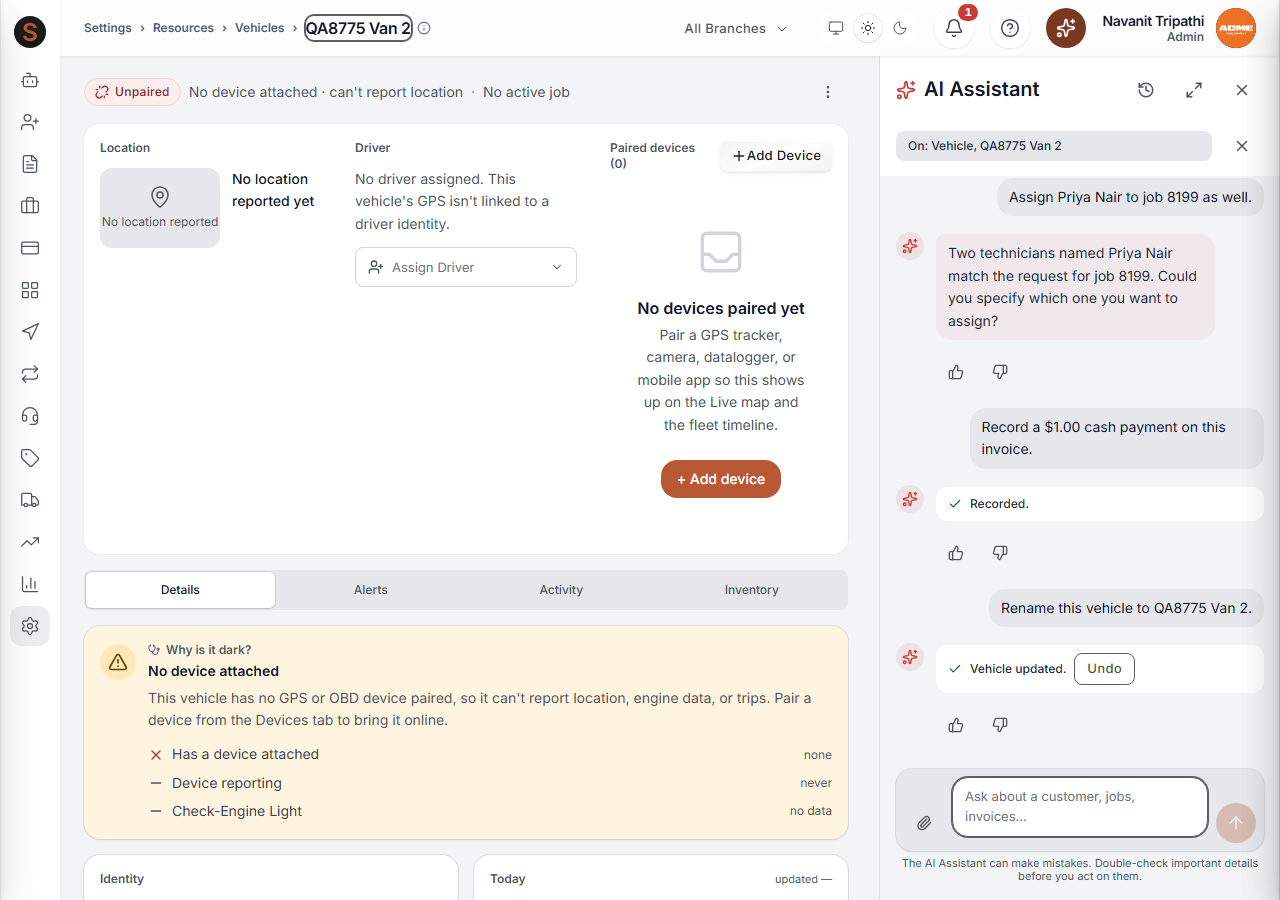 S
Settings › Resources › Vehicles › QA8775 Van 2
All Branches
1
Navanit Tripathi
Admin
ACME
Unpaired
No device attached · can't report location · No active job
Location
No location reported
No location
reported yet
Driver
No driver assigned. This
vehicle's GPS isn't linked to a
driver identity.
Assign Driver
Paired devices
(0)
+ Add Device
No devices paired yet
Pair a GPS tracker,
camera, datalogger, or
mobile app so this shows
up on the Live map and
the fleet timeline.
+ Add device
Details
Alerts
Activity
Inventory
Why is it dark?
No device attached
This vehicle has no GPS or OBD device paired, so it can't report location, engine data, or trips. Pair a
device from the Devices tab to bring it online.
Has a device attached none
Device reporting never
Check-Engine Light no data
Identity
Today
updated —
AI Assistant
On: Vehicle, QA8775 Van 2
Assign Priya Nair to job 8199 as well.
Two technicians named Priya Nair
match the request for job 8199. Could
you specify which one you want to
assign?
Record a $1.00 cash payment on this
invoice.
Recorded.
Rename this vehicle to QA8775 Van 2.
Vehicle updated. Undo
Ask about a customer, jobs,
invoices...
The AI Assistant can make mistakes. Double-check important details
before you act on them.